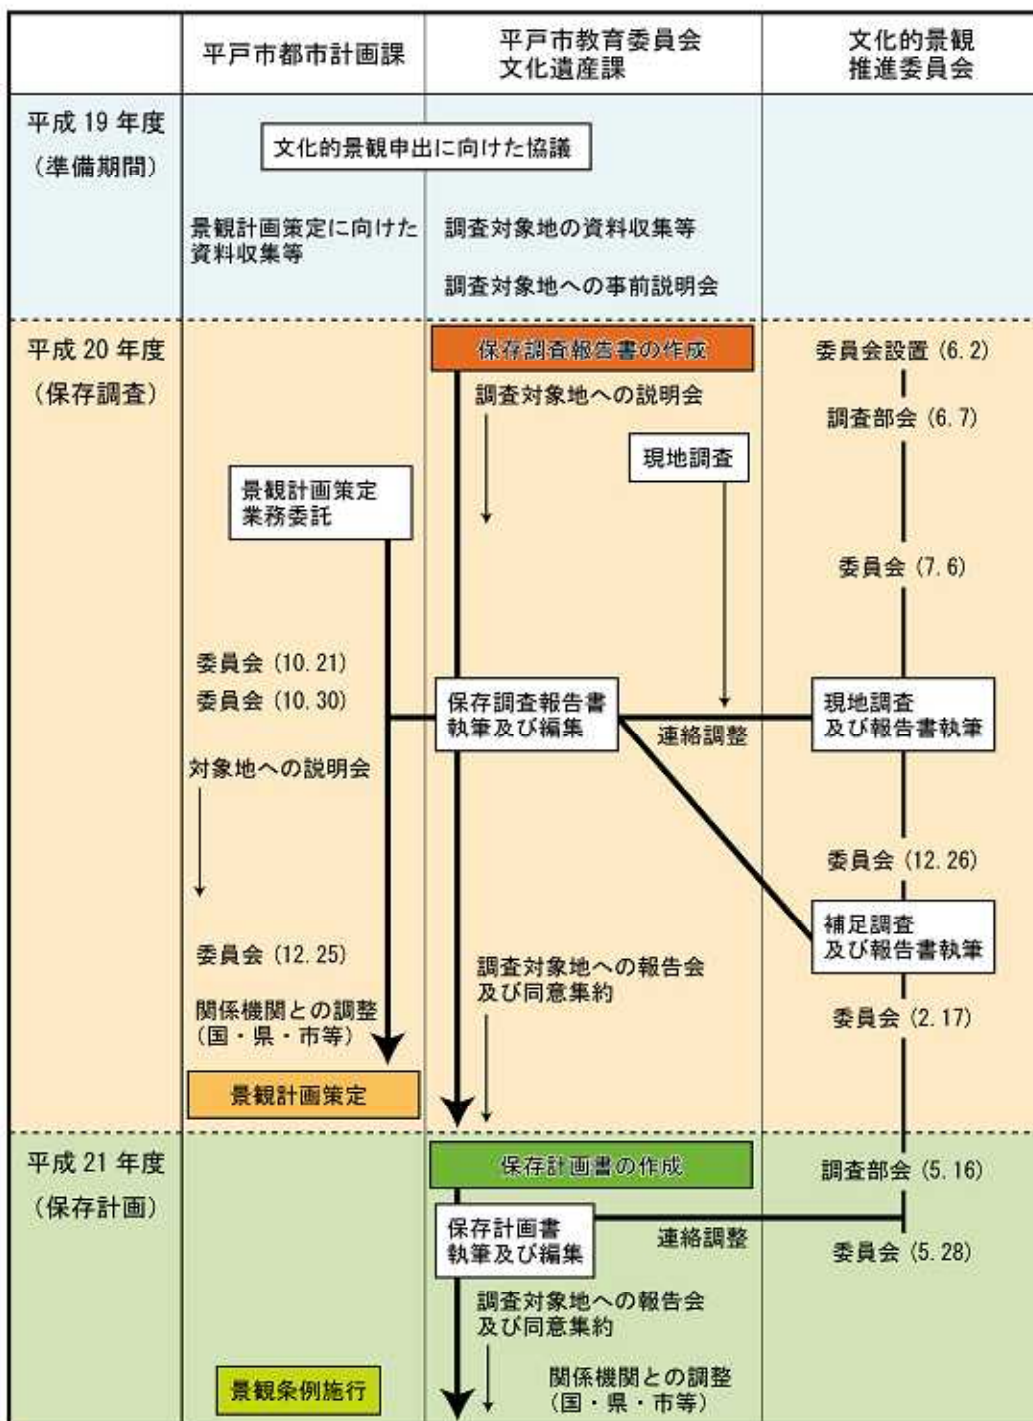 平戸市都市計画課
平戸市教育委員会
文化遺産課
文化的景観
推進委員会
平成 19 年度
(準備期間)
文化的景観申出に向けた協議
景観計画策定に向けた
資料収集等
調査対象地の資料収集等
調査対象地への事前説明会
平成 20 年度
(保存調査)
保存調査報告書の作成
委員会設置 (6.2)
調査対象地への説明会
調査部会 (6.7)
現地調査
景観計画策定
業務委託
委員会 (7.6)
委員会 (10.21)
委員会 (10.30)
保存調査報告書
執筆及び編集
連絡調整
現地調査
及び報告書執筆
対象地への説明会
委員会 (12.26)
補足調査
及び報告書執筆
委員会 (12.25)
調査対象地への報告会
及び同意集約
関係機関との調整
(国・県・市等)
委員会 (2.17)
景観計画策定
平成 21 年度
(保存計画)
保存計画書の作成
調査部会 (5.16)
保存計画書
執筆及び編集
連絡調整
委員会 (5.28)
調査対象地への報告会
及び同意集約
景観条例施行
関係機関との調整
(国・県・市等)